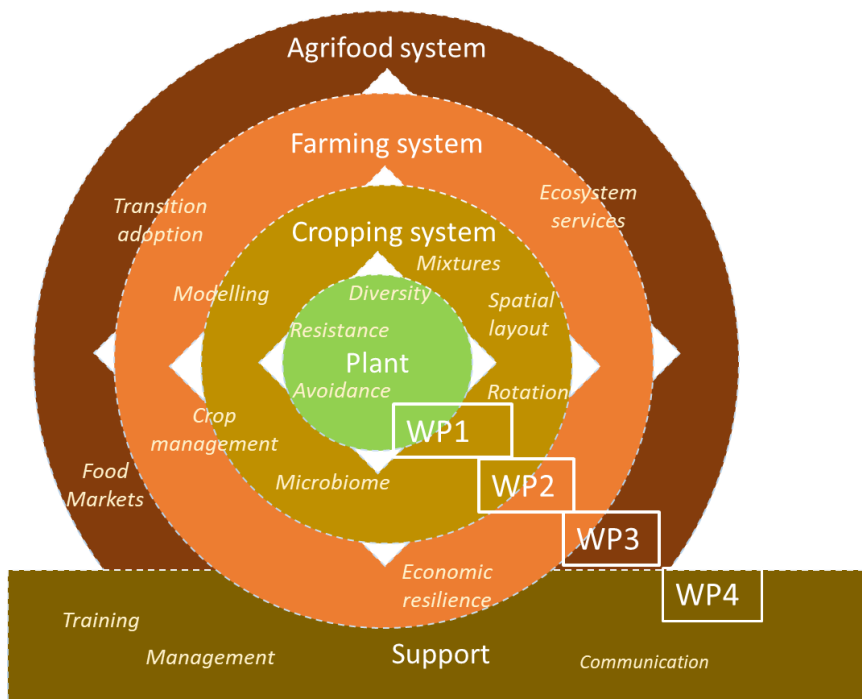 Agrifood system
Farming system
Transition
adoption
Ecosystem
services
Cropping system
Mixtures
Modelling
Diversity
Spatial
layout
Resistance
Plant
Avoidance
Rotation
Crop
management
WP1
Food
Markets
Microbiome
WP2
WP3
Economic
resilience
WP4
Training
Management
Support
Communication